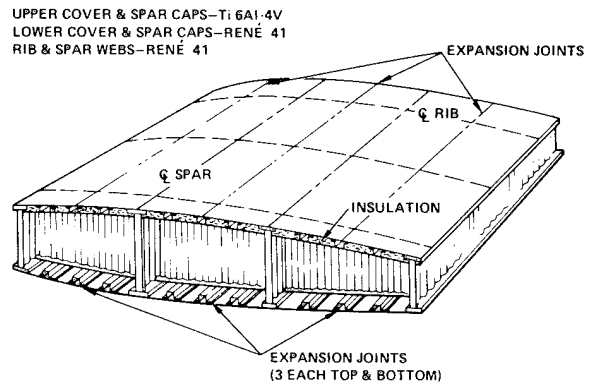 UPPER COVER & SPAR CAPS–Ti 6Al-4V
LOWER COVER & SPAR CAPS–RENÉ 41
RIB & SPAR WEBS–RENÉ 41
EXPANSION JOINTS
℄ RIB
℄ SPAR
INSULATION
EXPANSION JOINTS
(3 EACH TOP & BOTTOM)